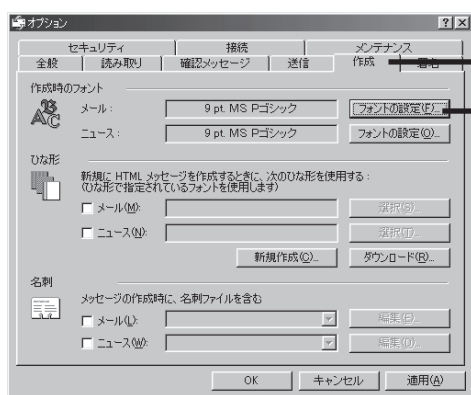 オプション
セキュリティ 接続 メンテナンス
全般 読み取り 確認メッセージ 送信 作成 署名
作成時のフォント
メール: 9 pt. MS Pゴシック フォントの設定(F)...
ニュース: 9 pt. MS Pゴシック フォントの設定(O)...
ひな形
新規に HTML メッセージを作成するときに、次のひな形を使用する:
(ひな形で指定されているフォントを使用します)
メール(M): 選択(S)...
ニュース(N): 選択(T)...
新規作成(C)... ダウンロード(R)...
名刺
メッセージの作成時に、名刺ファイルを含む
メール(L): 編集(E)...
ニュース(W): 編集(D)...
OK キャンセル 適用(A)